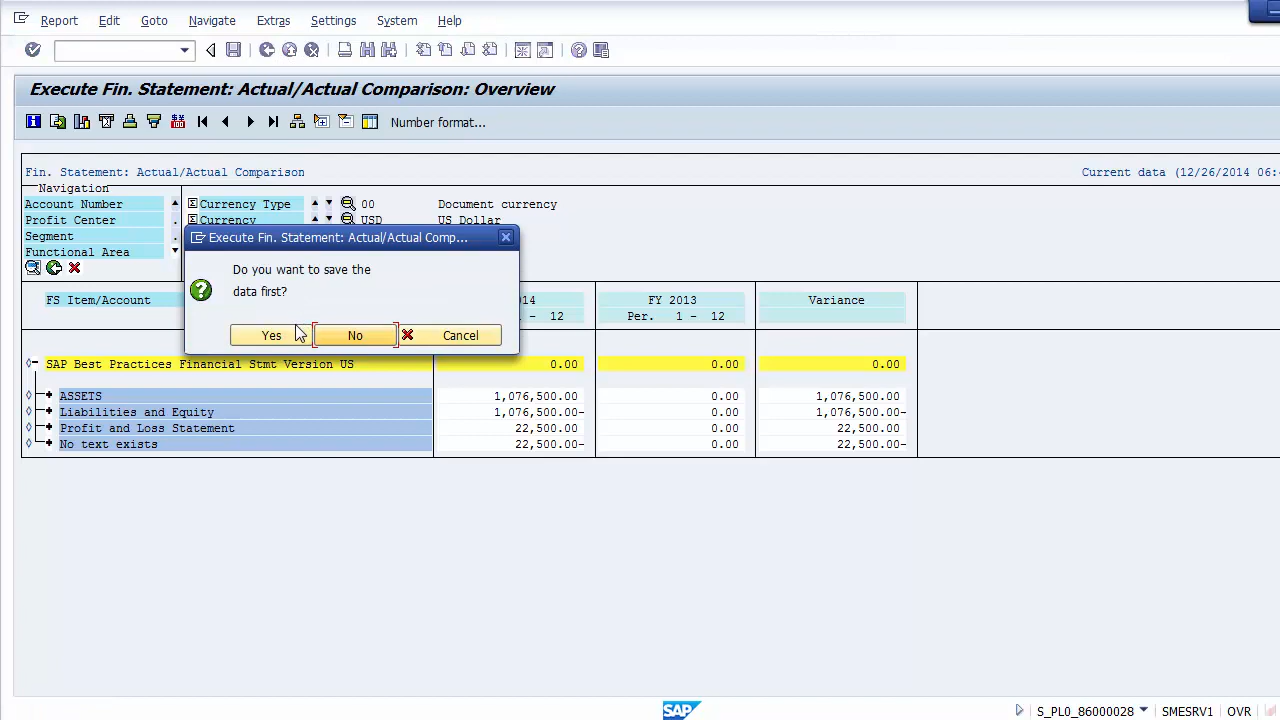 Report Edit Goto Navigate Extras Settings System Help
Execute Fin. Statement: Actual/Actual Comparison: Overview
Number format...
Fin. Statement: Actual/Actual Comparison Current data (12/26/2014 06:
Navigation
Account Number Currency Type 00 Document currency
Profit Center Currency USD US Dollar
Segment
Functional Area
Execute Fin. Statement: Actual/Actual Comp...
Do you want to save the
data first?
Yes No Cancel
FS Item/Account 14 FY 2013 Variance
- 12 Per. 1 - 12
SAP Best Practices Financial Stmt Version US 0.00 0.00 0.00
ASSETS 1,076,500.00 0.00 1,076,500.00
Liabilities and Equity 1,076,500.00- 0.00 1,076,500.00-
Profit and Loss Statement 22,500.00 0.00 22,500.00
No text exists 22,500.00- 0.00 22,500.00-
SAP S_PL0_86000028 SMESRV1 OVR